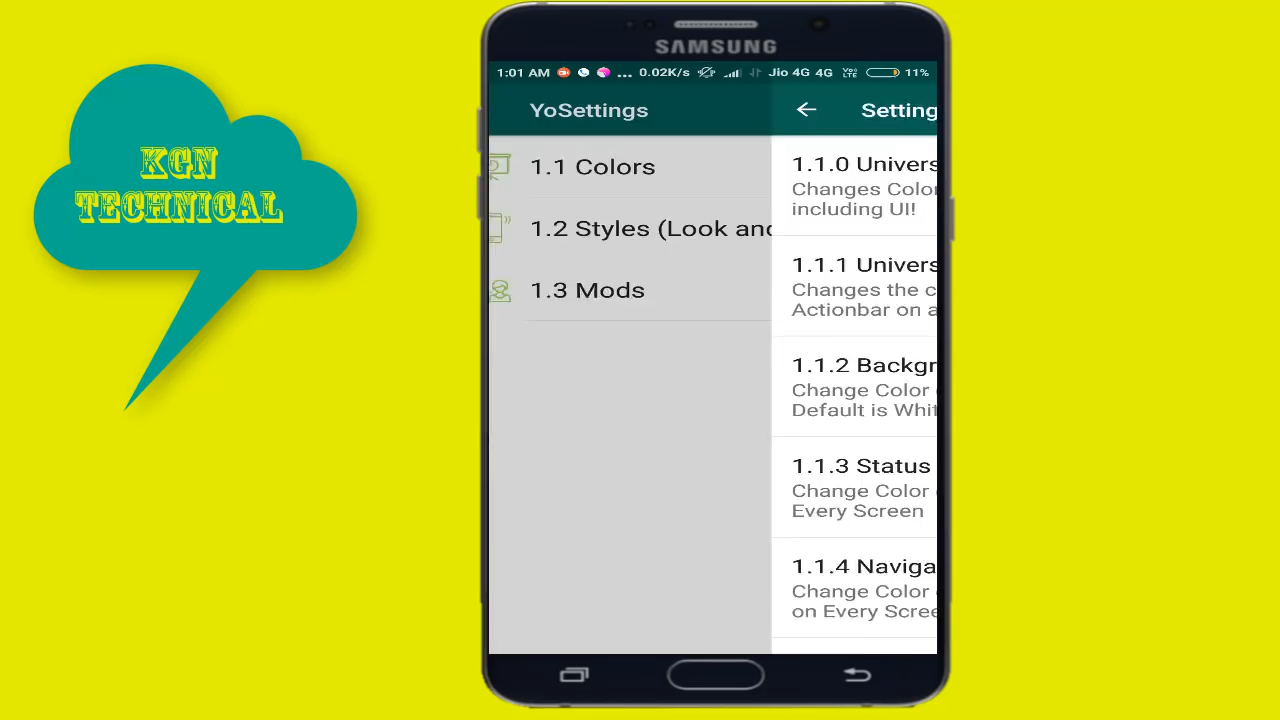 KGN
TECHNICAL
SAMSUNG
1:01 AM ... 0.02K/s Jio 4G 4G Vo) LTE 11%
YoSettings
1.1 Colors
1.2 Styles (Look and
1.3 Mods
Setting
1.1.0 Univers
Changes Color
including UI!
1.1.1 Univers
Changes the c
Actionbar on a
1.1.2 Backgr
Change Color
Default is Whit
1.1.3 Status
Change Color
Every Screen
1.1.4 Naviga
Change Color
on Every Scree